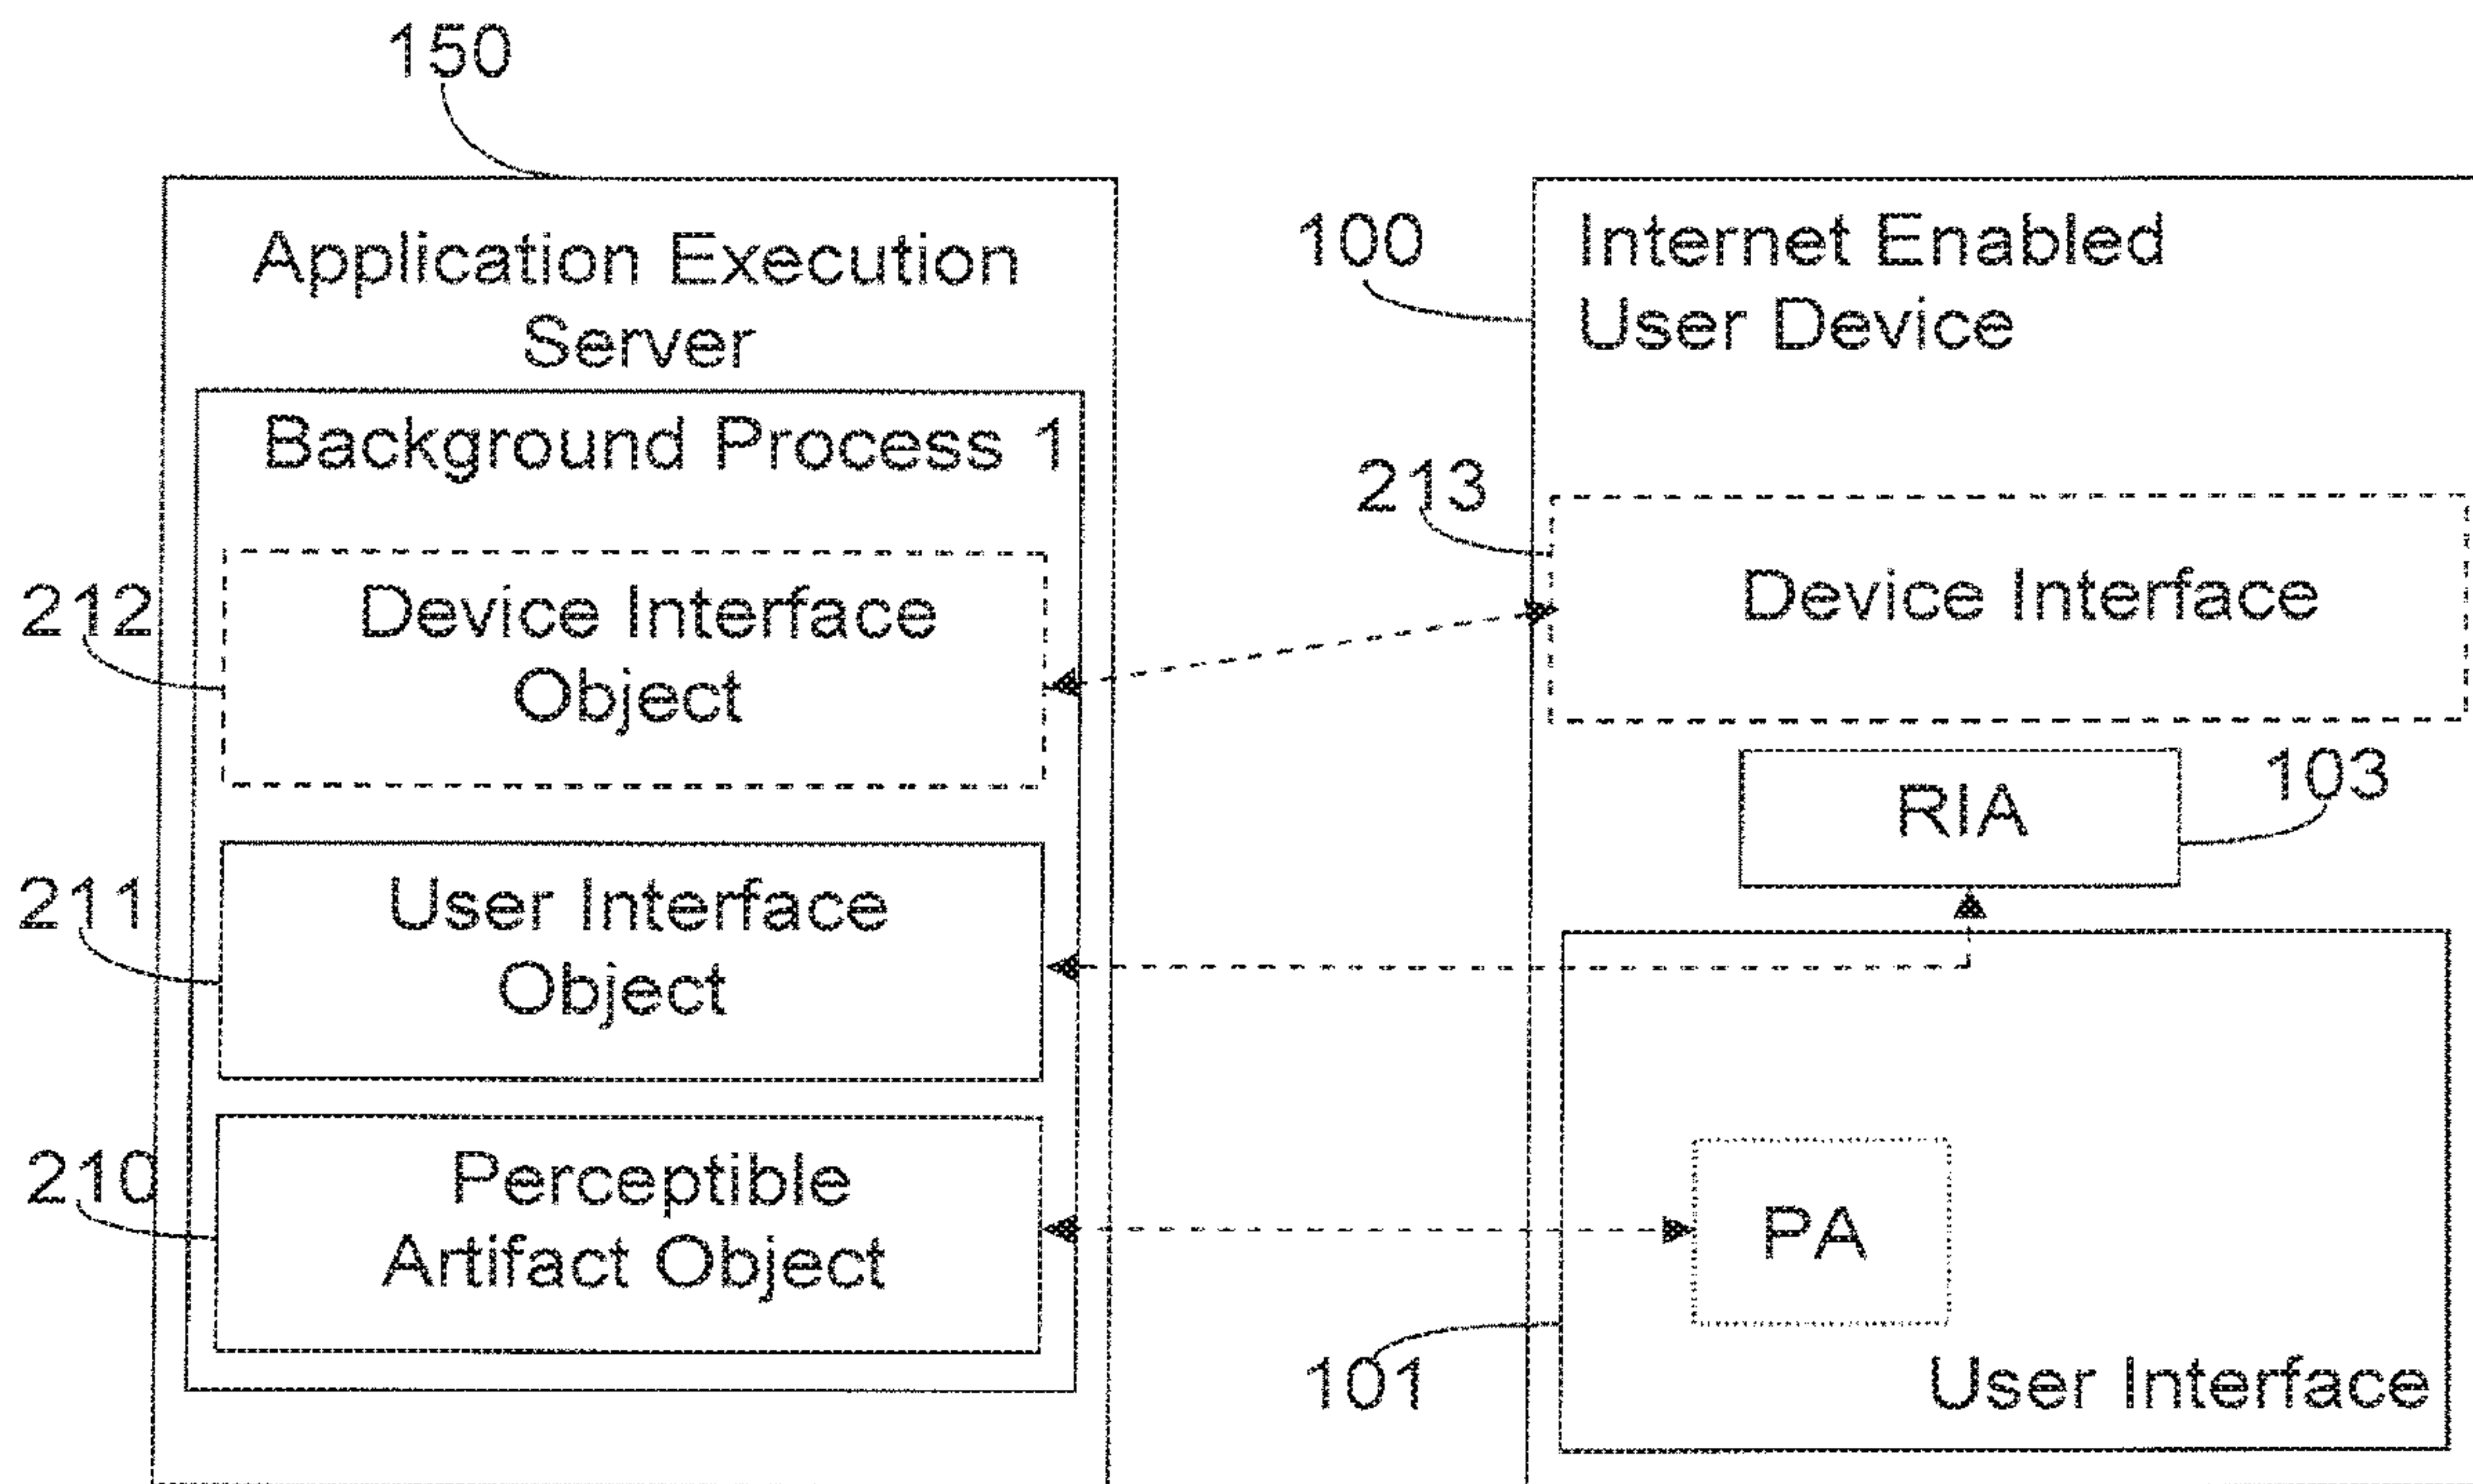 150
Application Execution
Server
Background Process 1
212
Device Interface
Object
211
User Interface
Object
210
Perceptible
Artifact Object
100
Internet Enabled
User Device
213
Device Interface
RIA
103
PA
101
User Interface